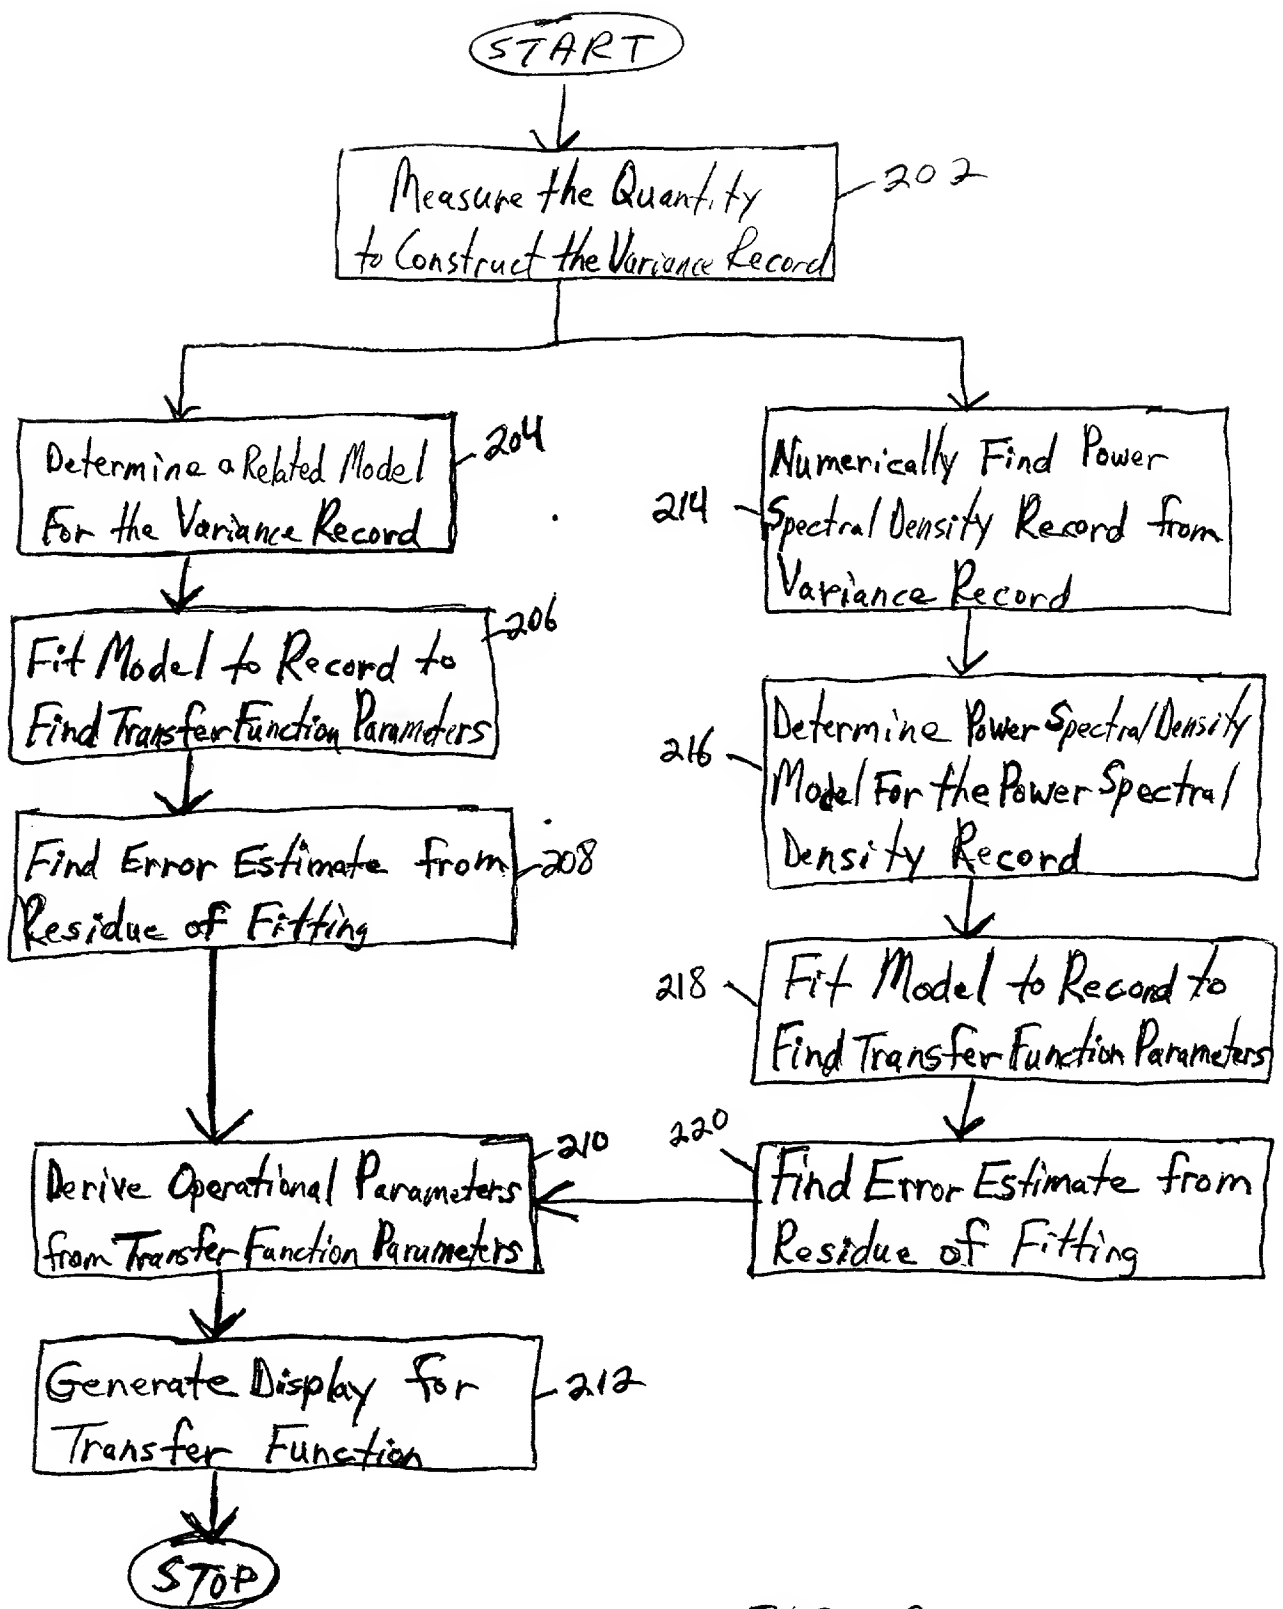 START
Measure the Quantity
to Construct the Variance Record
202
Determine a Related Model
For the Variance Record
204
Fit Model to Record to
Find Transfer Function Parameters
206
Find Error Estimate from
Residue of Fitting
208
Numerically Find Power
Spectral Density Record from
Variance Record
214
Determine Power Spectral Density
Model For the Power Spectral
Density Record
216
Fit Model to Record to
Find Transfer Function Parameters
218
Find Error Estimate from
Residue of Fitting
220
Derive Operational Parameters
from Transfer Function Parameters
210
Generate Display for
Transfer Function
212
STOP